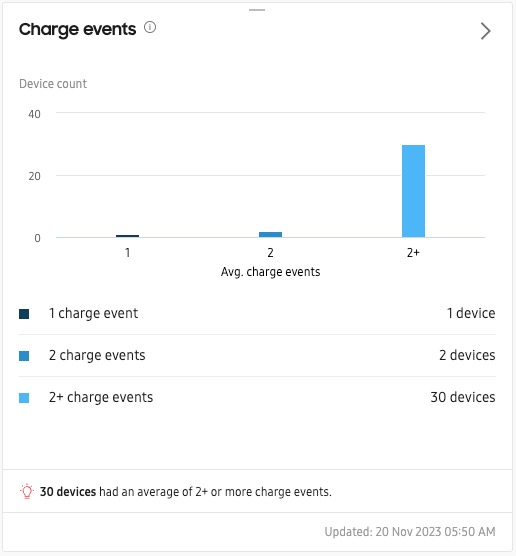 Charge events
Device count
40
20
0
1 2 2+
Avg. charge events
1 charge event 1 device
2 charge events 2 devices
2+ charge events 30 devices
30 devices had an average of 2+ or more charge events.
Updated: 20 Nov 2023 05:50 AM